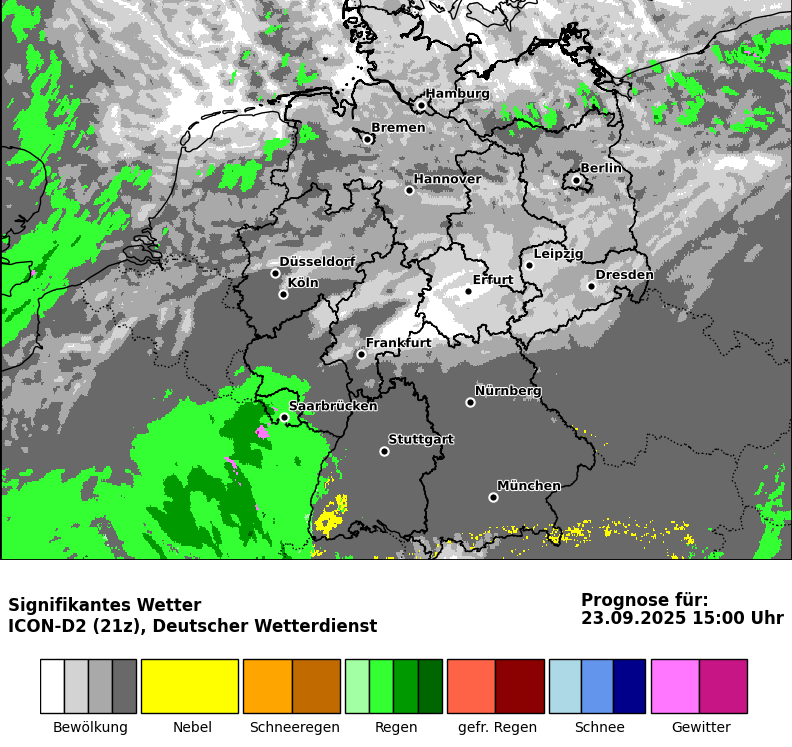 Hamburg
Bremen
Berlin
Hannover
Leipzig
Düsseldorf
Dresden
Erfurt
Köln
Frankfurt
Nürnberg
Saarbrücken
Stuttgart
München
Signifikantes Wetter
ICON-D2 (21z), Deutscher Wetterdienst
Prognose für:
23.09.2025 15:00 Uhr
Bewölkung
Nebel
Schneeregen
Regen
gefr. Regen
Schnee
Gewitter